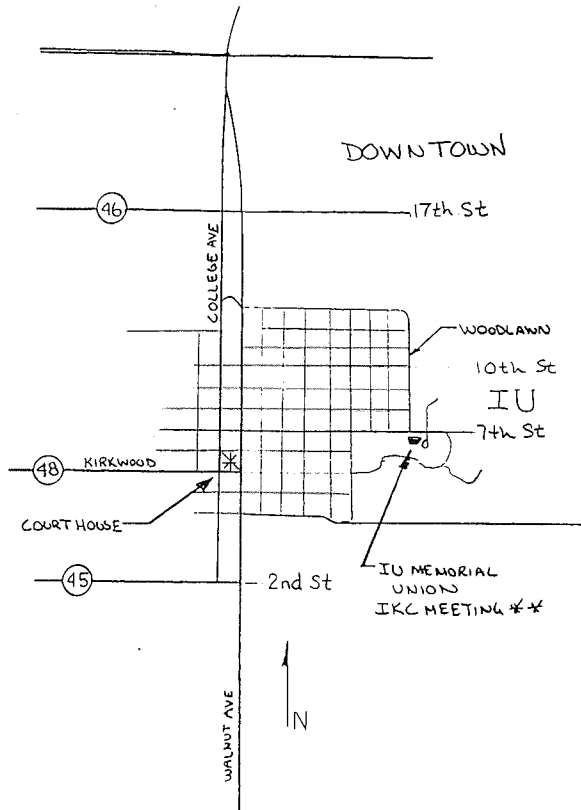 DOWNTOWN
46
17th St
COLLEGE AVE
WOODLAWN
10th St
IU
7th St
48
KIRKWOOD
COURT HOUSE
45
2nd St
IU MEMORIAL
UNION
IKC MEETING **
N
WALNUT AVE